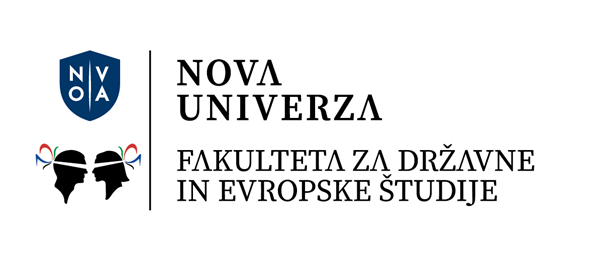 N V
O A
NOVA
UNIVERZA
FAKULTETA ZA DRŽAVNE
IN EVROPSKE ŠTUDIJE